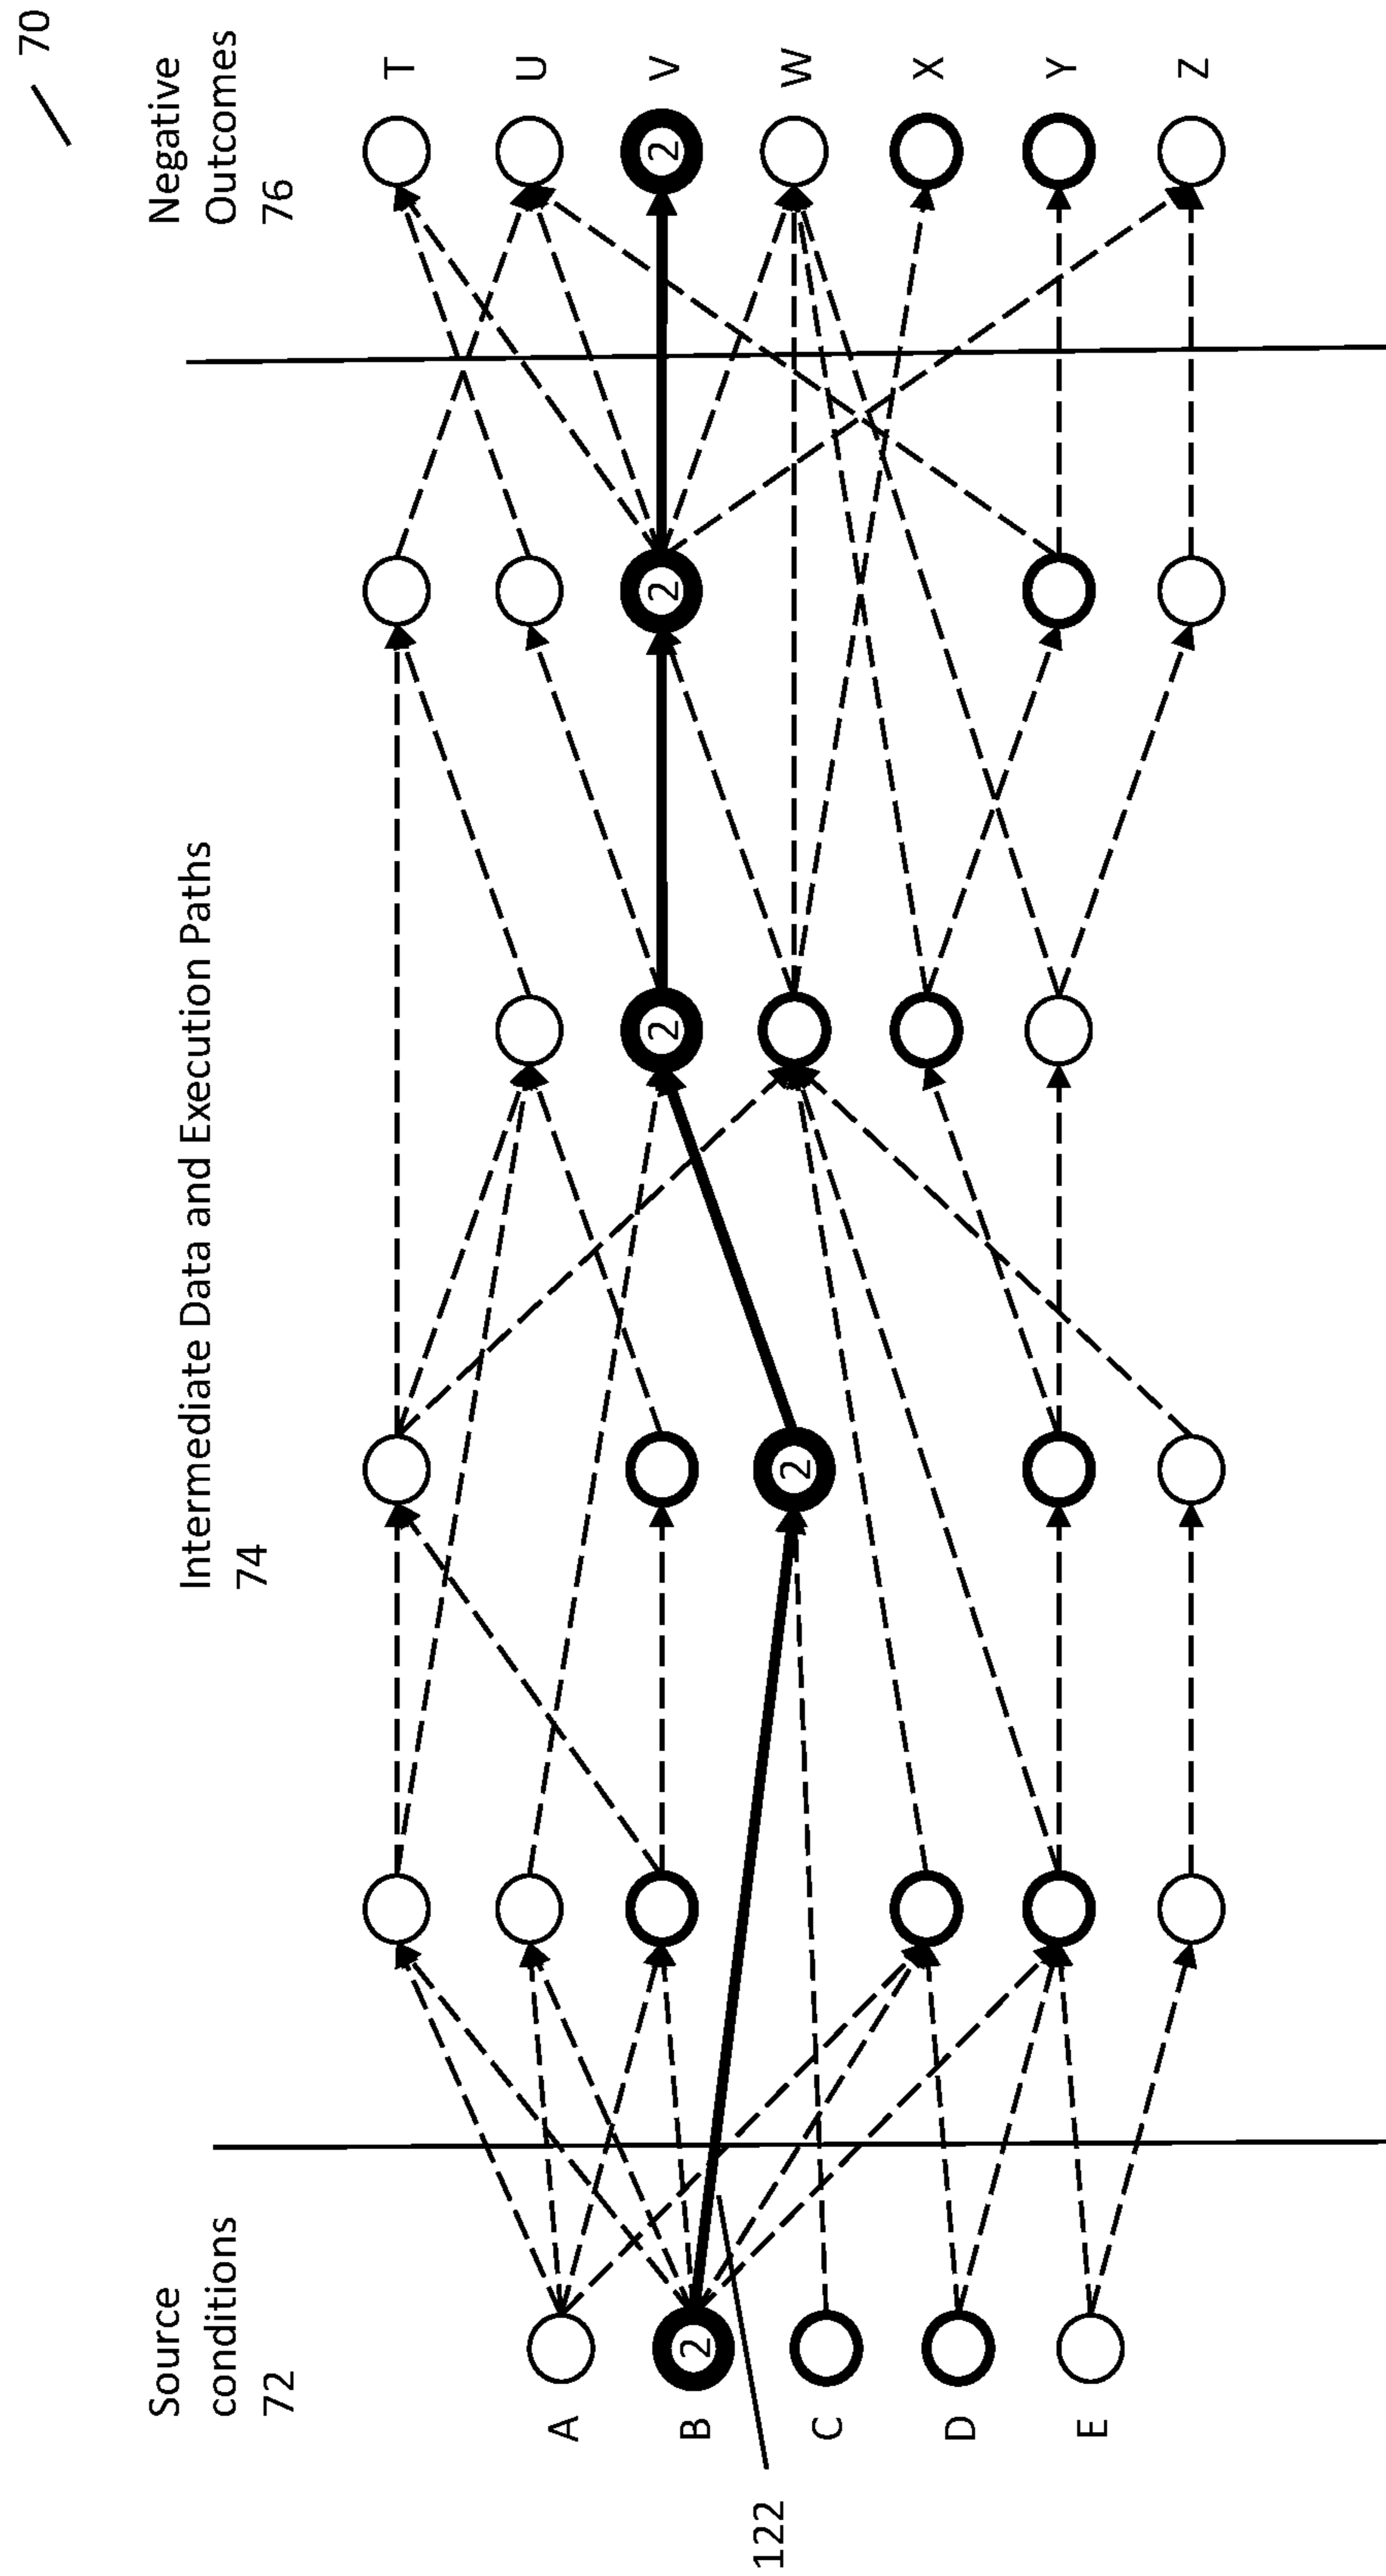 70
Source
conditions
72
Intermediate Data and Execution Paths
74
Negative
Outcomes
76
A
B
C
D
E
2
2
2
2
2
T
U
V
W
X
Y
Z
122